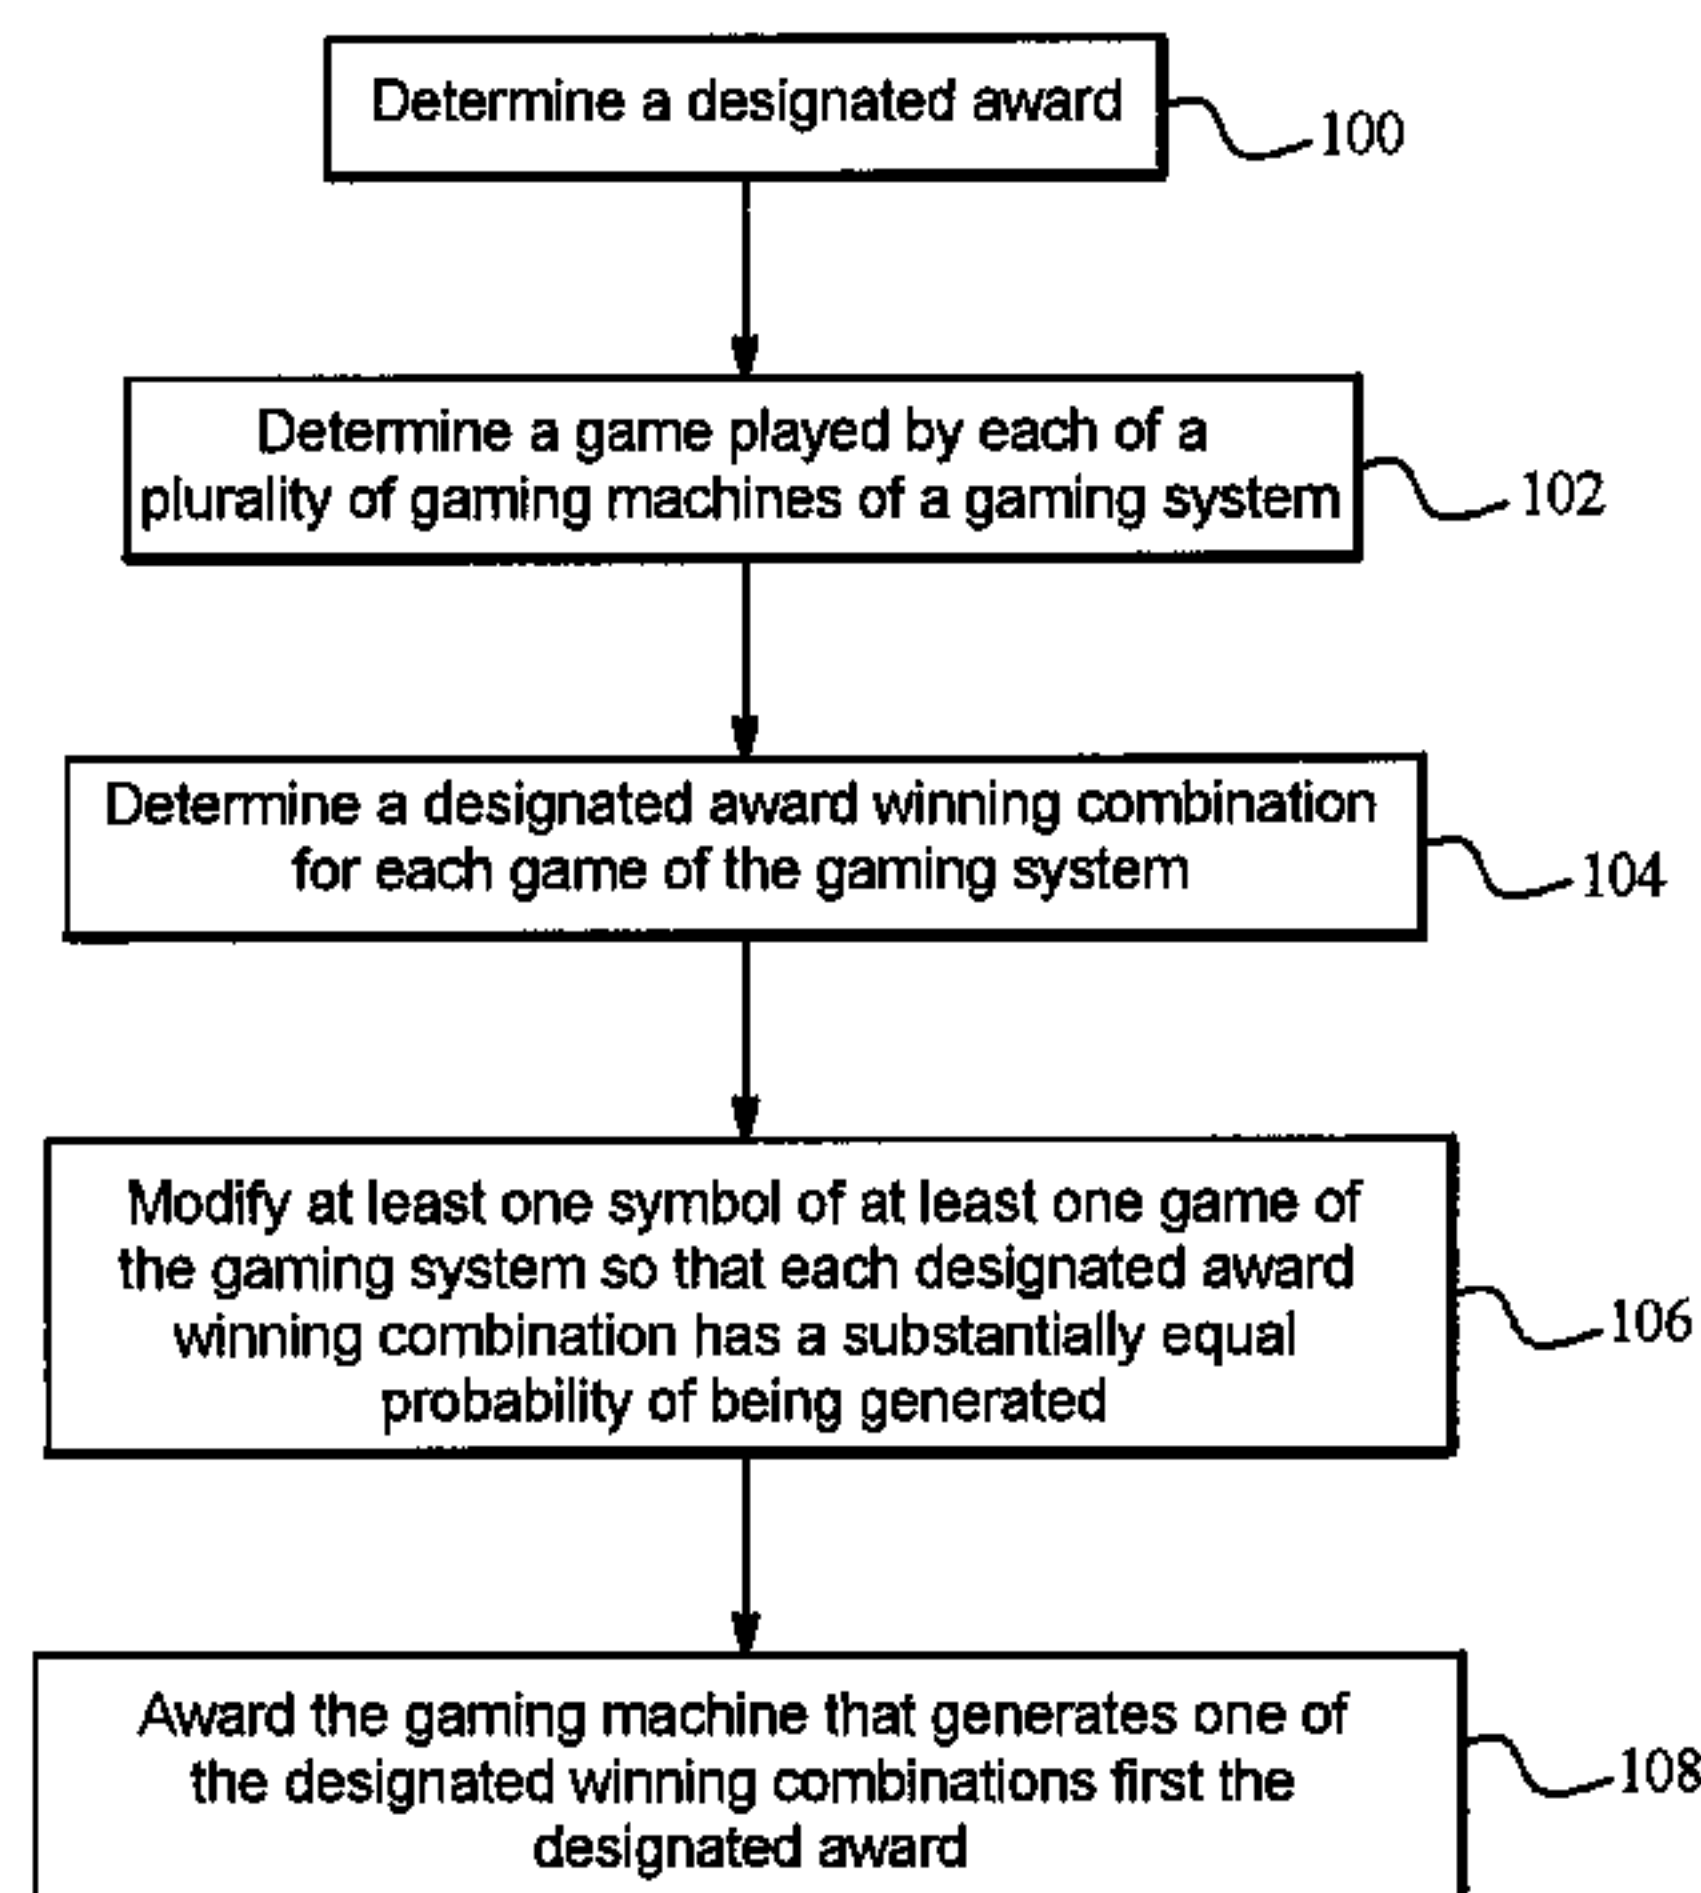 Determine a designated award
100
Determine a game played by each of a
plurality of gaming machines of a gaming system
102
Determine a designated award winning combination
for each game of the gaming system
104
Modify at least one symbol of at least one game of
the gaming system so that each designated award
winning combination has a substantially equal
probability of being generated
106
Award the gaming machine that generates one of
the designated winning combinations first the
designated award
108